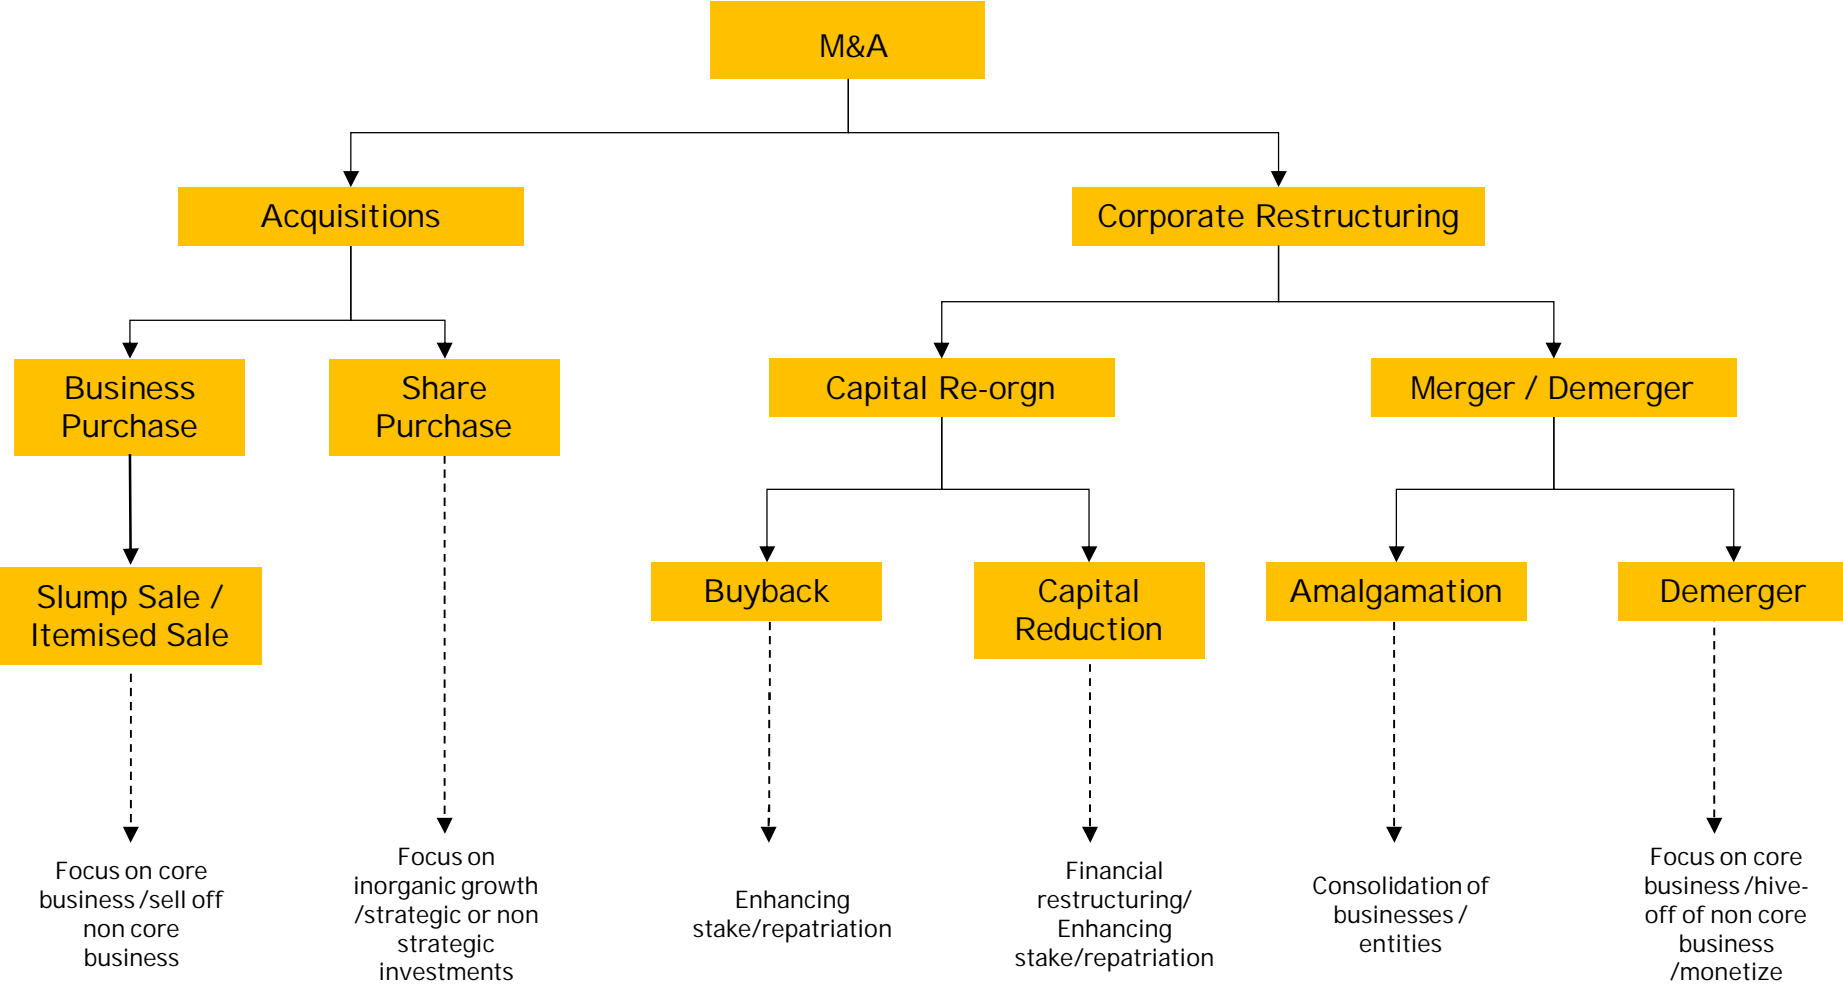 M&A
Acquisitions
Corporate Restructuring
Business
Purchase
Share
Purchase
Capital Re-orgn
Merger / Demerger
Slump Sale /
Itemised Sale
Buyback
Capital
Reduction
Amalgamation
Demerger
Focus on core
business /sell off
non core
business
Focus on
inorganic growth
/strategic or non
strategic
investments
Enhancing
stake/repatriation
Financial
restructuring/
Enhancing
stake/repatriation
Consolidation of
businesses /
entities
Focus on core
business /hive-
off of non core
business
/monetize